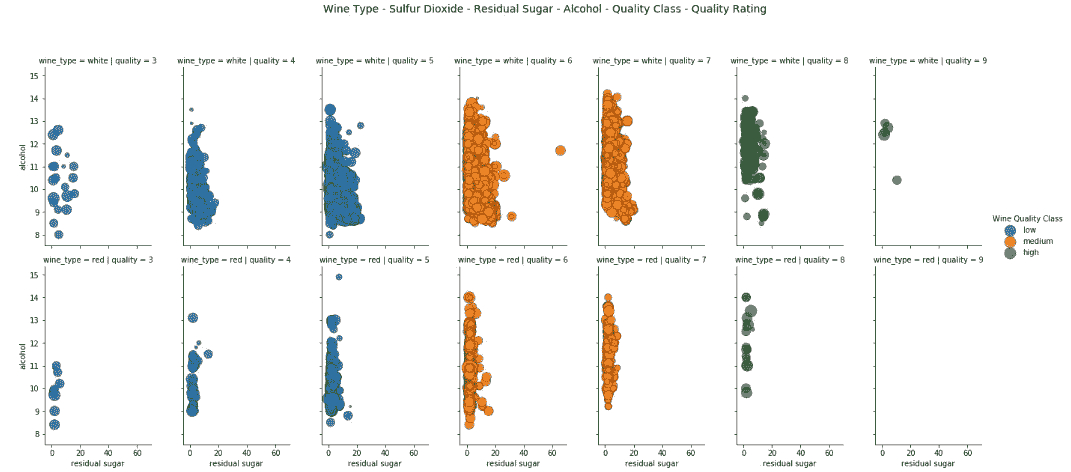 Wine Type - Sulfur Dioxide - Residual Sugar - Alcohol - Quality Class - Quality Rating
wine_type = white | quality = 3
wine_type = white | quality = 4
wine_type = white | quality = 5
wine_type = white | quality = 6
wine_type = white | quality = 7
wine_type = white | quality = 8
wine_type = white | quality = 9
15
14
13
12
11
10
9
8
alcohol
Wine Quality Class
low
medium
high
wine_type = red | quality = 3
wine_type = red | quality = 4
wine_type = red | quality = 5
wine_type = red | quality = 6
wine_type = red | quality = 7
wine_type = red | quality = 8
wine_type = red | quality = 9
15
14
13
12
11
10
9
8
alcohol
0 20 40 60
0 20 40 60
0 20 40 60
0 20 40 60
0 20 40 60
0 20 40 60
0 20 40 60
residual sugar
residual sugar
residual sugar
residual sugar
residual sugar
residual sugar
residual sugar